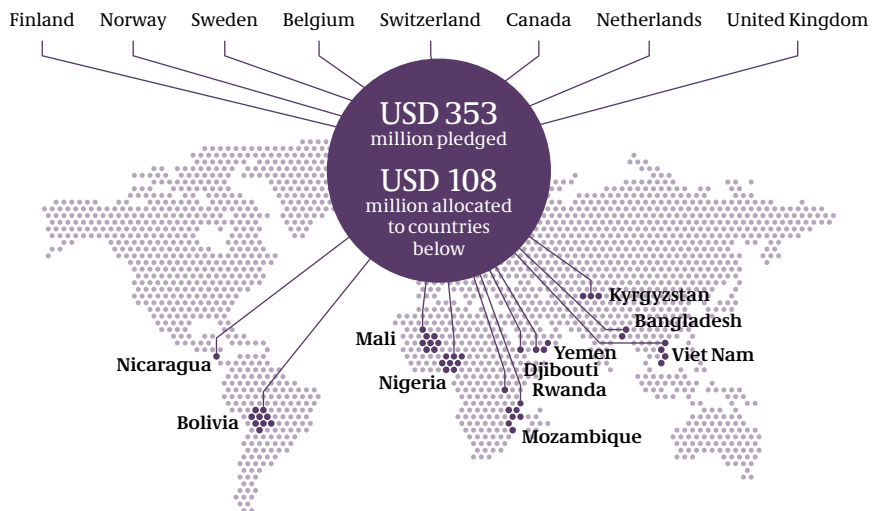 Finland Norway Sweden Belgium Switzerland Canada Netherlands United Kingdom
USD 353
million pledged
USD 108
million allocated
to countries
below
Kyrgyzstan
Bangladesh
Mali
Yemen
Viet Nam
Nicaragua
Djibouti
Nigeria
Rwanda
Bolivia
Mozambique